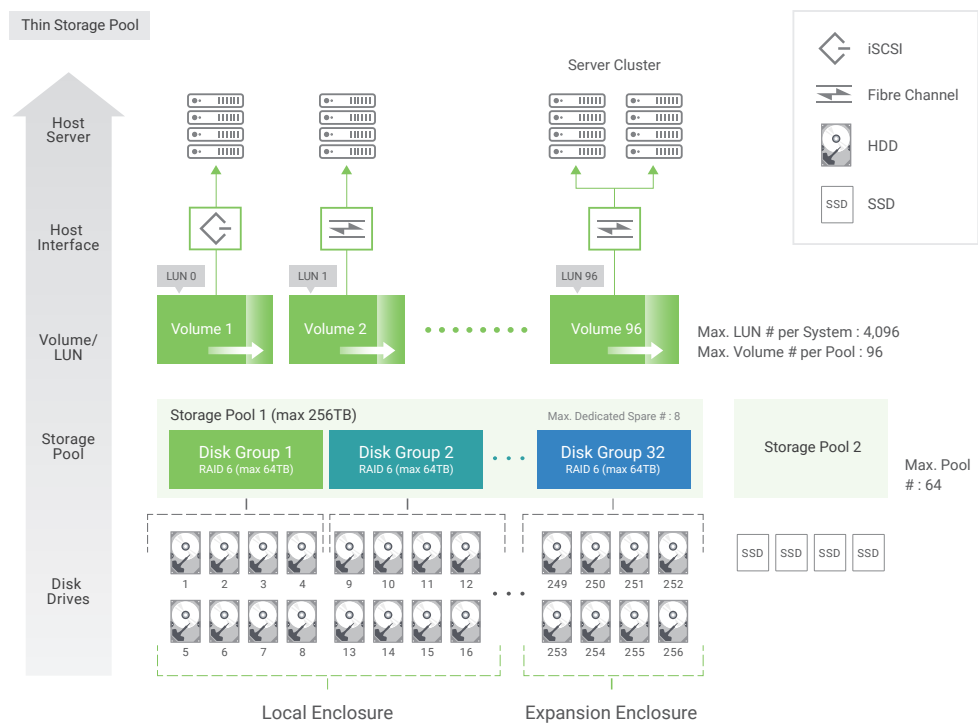 Thin Storage Pool
Server Cluster
iSCSI
Fibre Channel
HDD
SSD
SSD
Host
Server
Host
Interface
LUN 0
LUN 1
LUN 96
Volume/
LUN
Volume 1
Volume 2
Volume 96
Max. LUN # per System : 4,096
Max. Volume # per Pool : 96
Storage
Pool
Storage Pool 1 (max 256TB)
Max. Dedicated Spare # : 8
Disk Group 1
RAID 6 (max 64TB)
Disk Group 2
RAID 6 (max 64TB)
Disk Group 32
RAID 6 (max 64TB)
Storage Pool 2
Max. Pool
# : 64
Disk
Drives
1 2 3 4 9 10 11 12 249 250 251 252
5 6 7 8 13 14 15 16 253 254 255 256
SSD SSD SSD SSD
Local Enclosure
Expansion Enclosure